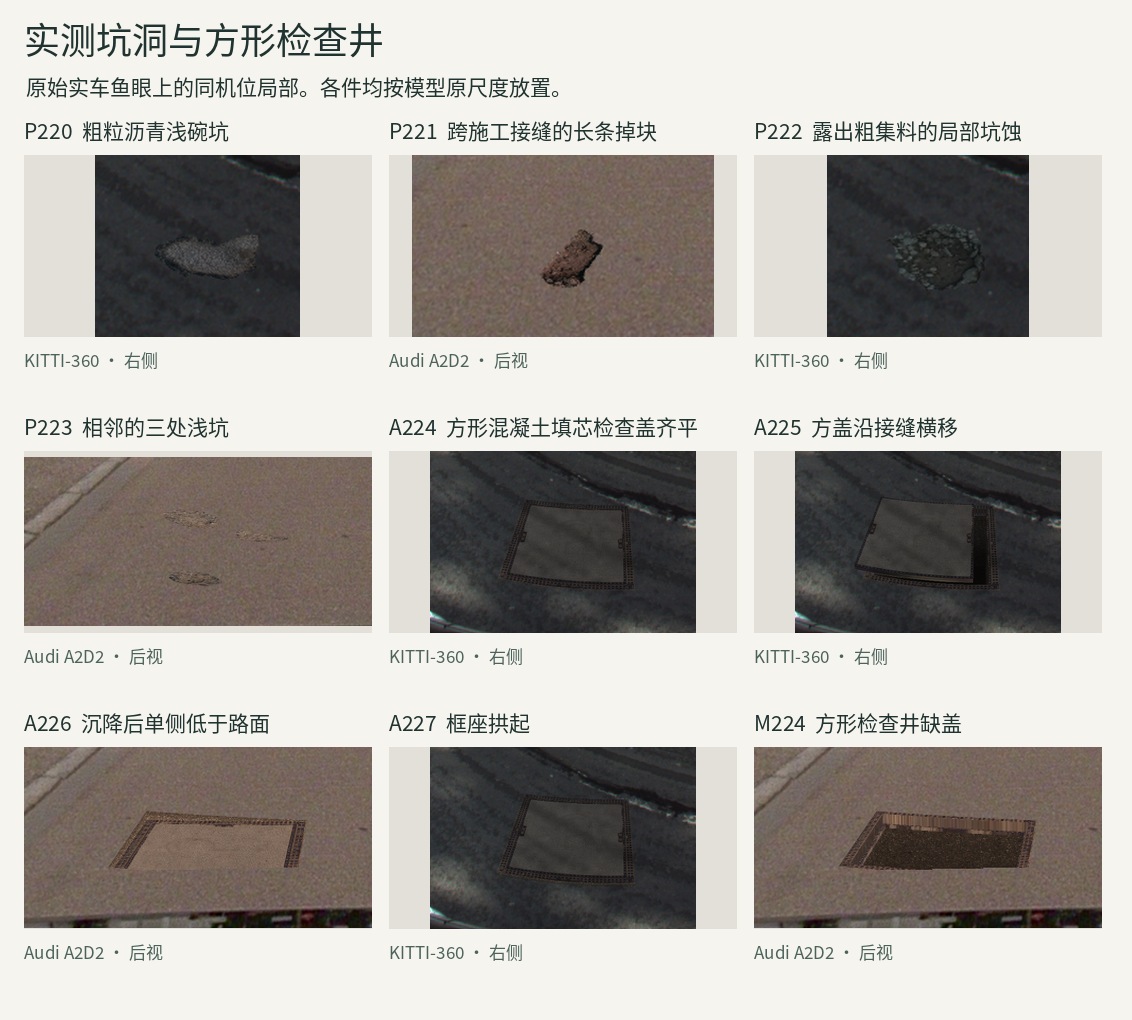 实测坑洞与方形检查井
原始实车鱼眼上的同机位局部。各件均按模型原尺度放置。
P220 粗粒沥青浅碗坑
P221 跨施工接缝的长条掉块
P222 露出粗集料的局部坑蚀
KITTI-360 · 右侧
Audi A2D2 · 后视
KITTI-360 · 右侧
P223 相邻的三处浅坑
A224 方形混凝土填芯检查盖齐平
A225 方盖沿接缝横移
Audi A2D2 · 后视
KITTI-360 · 右侧
KITTI-360 · 右侧
A226 沉降后单侧低于路面
A227 框座拱起
M224 方形检查井缺盖
Audi A2D2 · 后视
KITTI-360 · 右侧
Audi A2D2 · 后视